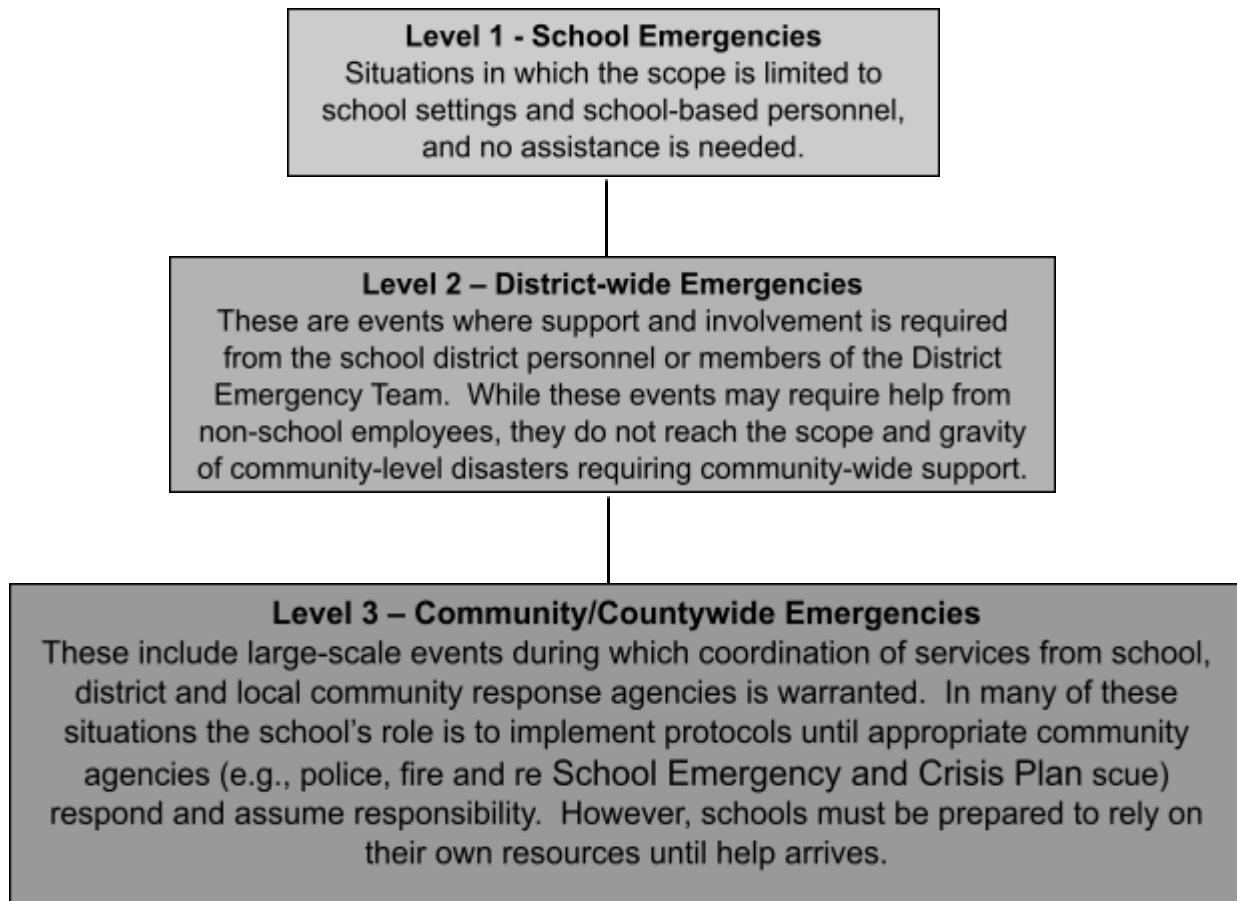 Level 1 - School Emergencies
Situations in which the scope is limited to
school settings and school-based personnel,
and no assistance is needed.
Level 2 – District-wide Emergencies
These are events where support and involvement is required
from the school district personnel or members of the District
Emergency Team.  While these events may require help from
non-school employees, they do not reach the scope and gravity
of community-level disasters requiring community-wide support.
Level 3 – Community/Countywide Emergencies
These include large-scale events during which coordination of services from school,
district and local community response agencies is warranted.  In many of these
situations the school’s role is to implement protocols until appropriate community
agencies (e.g., police, fire and re School Emergency and Crisis Plan scue)
respond and assume responsibility.  However, schools must be prepared to rely on
their own resources until help arrives.